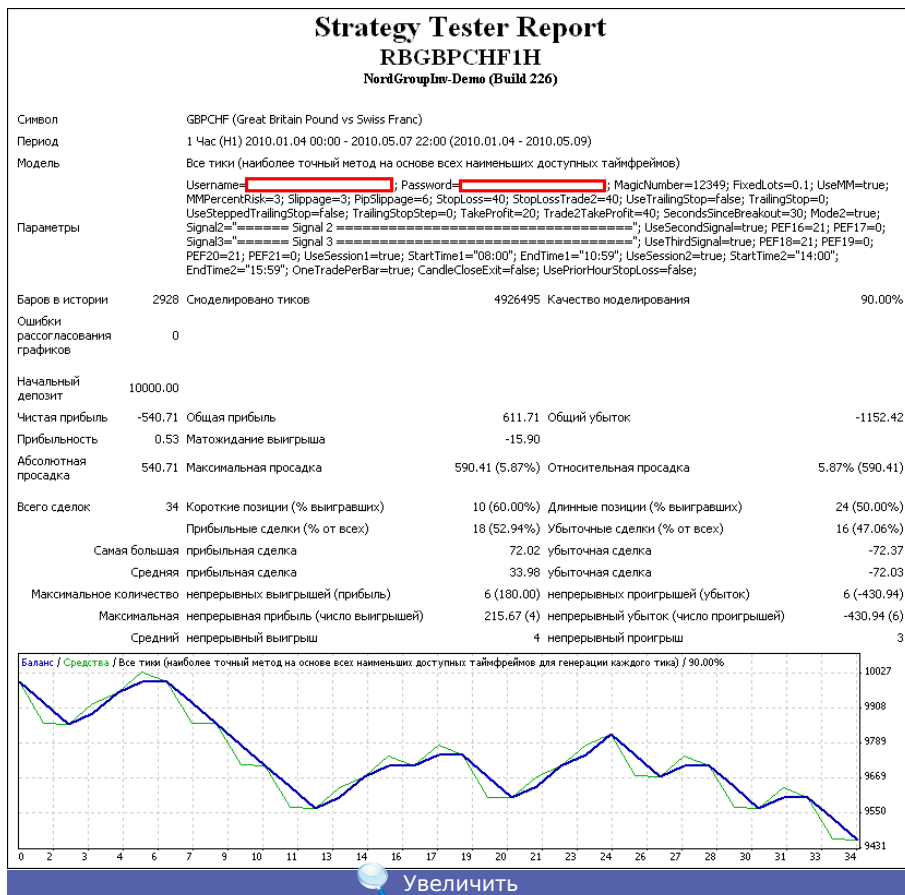 Strategy Tester Report
RBGBPCHF1H
NordGroupInv-Demo (Build 226)
Символ GBPCHF (Great Britain Pound vs Swiss Franc)
Период 1 Час (H1) 2010.01.04 00:00 - 2010.05.07 22:00 (2010.01.04 - 2010.05.09)
Модель Все тики (наиболее точный метод на основе всех наименьших доступных таймфреймов)
Параметры
Username= ; Password= ; MagicNumber=12349; FixedLots=0.1; UseMM=true;
MMPercentRisk=3; Slippage=3; PipSlippage=6; StopLoss=40; StopLossTrade2=40; UseTrailingStop=false; TrailingStop=0;
UseSteppedTrailingStop=false; TrailingStopStep=0; TakeProfit=20; Trade2TakeProfit=40; SecondsSinceBreakout=30; Mode2=true;
Signal2="====== Signal 2 =================================="; UseSecondSignal=true; PEF16=21; PEF17=0;
Signal3="====== Signal 3 =================================="; UseThirdSignal=true; PEF18=21; PEF19=0;
PEF20=21; PEF21=0; UseSession1=true; StartTime1="08:00"; EndTime1="10:59"; UseSession2=true; StartTime2="14:00";
EndTime2="15:59"; OneTradePerBar=true; CandleCloseExit=false; UsePriorHourStopLoss=false;
Баров в истории 2928 Смоделировано тиков 4926495 Качество моделирования 90.00%
Ошибки
рассогласования 0
графиков
Начальный
депозит 10000.00
Чистая прибыль -540.71 Общая прибыль 611.71 Общий убыток -1152.42
Прибыльность 0.53 Матожидание выигрыша -15.90
Абсолютная
просадка 540.71 Максимальная просадка 590.41 (5.87%) Относительная просадка 5.87% (590.41)
Всего сделок 34 Короткие позиции (% выигравших) 10 (60.00%) Длинные позиции (% выигравших) 24 (50.00%)
Прибыльные сделки (% от всех) 18 (52.94%) Убыточные сделки (% от всех) 16 (47.06%)
Самая большая прибыльная сделка 72.02 убыточная сделка -72.37
Средняя прибыльная сделка 33.98 убыточная сделка -72.03
Максимальное количество непрерывных выигрышей (прибыль) 6 (180.00) непрерывных проигрышей (убыток) 6 (-430.94)
Максимальная непрерывная прибыль (число выигрышей) 215.67 (4) непрерывный убыток (число проигрышей) -430.94 (6)
Средний непрерывный выигрыш 4 непрерывный проигрыш 3
Баланс / Средства / Все тики (наиболее точный метод на основе всех наименьших доступных таймфреймов для генерации каждого тика) / 90.00%
10027
9908
9789
9669
9550
9431
0 2 3 4 6 7 9 10 11 13 14 16 17 19 20 21 23 24 26 27 28 30 31 33 34
Увеличить